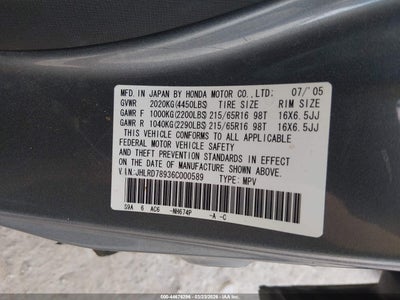 MFD. IN JAPAN BY HONDA MOTOR CO., LTD: 07/'05
GVWR 2020KG(4450LBS) TIRE SIZE RIM SIZE
GAWR F 1000KG(2200LBS) 215/65R16 98T 16X6.5JJ
GAWR R 1040KG(2290LBS) 215/65R16 98T 16X6.5JJ
THIS VEHICLE CONFORMS TO ALL APPLICABLE
FEDERAL MOTOR VEHICLE SAFETY AND
THEFT PREVENTION STANDARDS IN EFFECT ON
THE DATE OF MANUFACTURE SHOWN ABOVE.
V.I.N:JHLRD78936C000589 TYPE: MPV
S9A 6 AC6 -NH674P -A -C